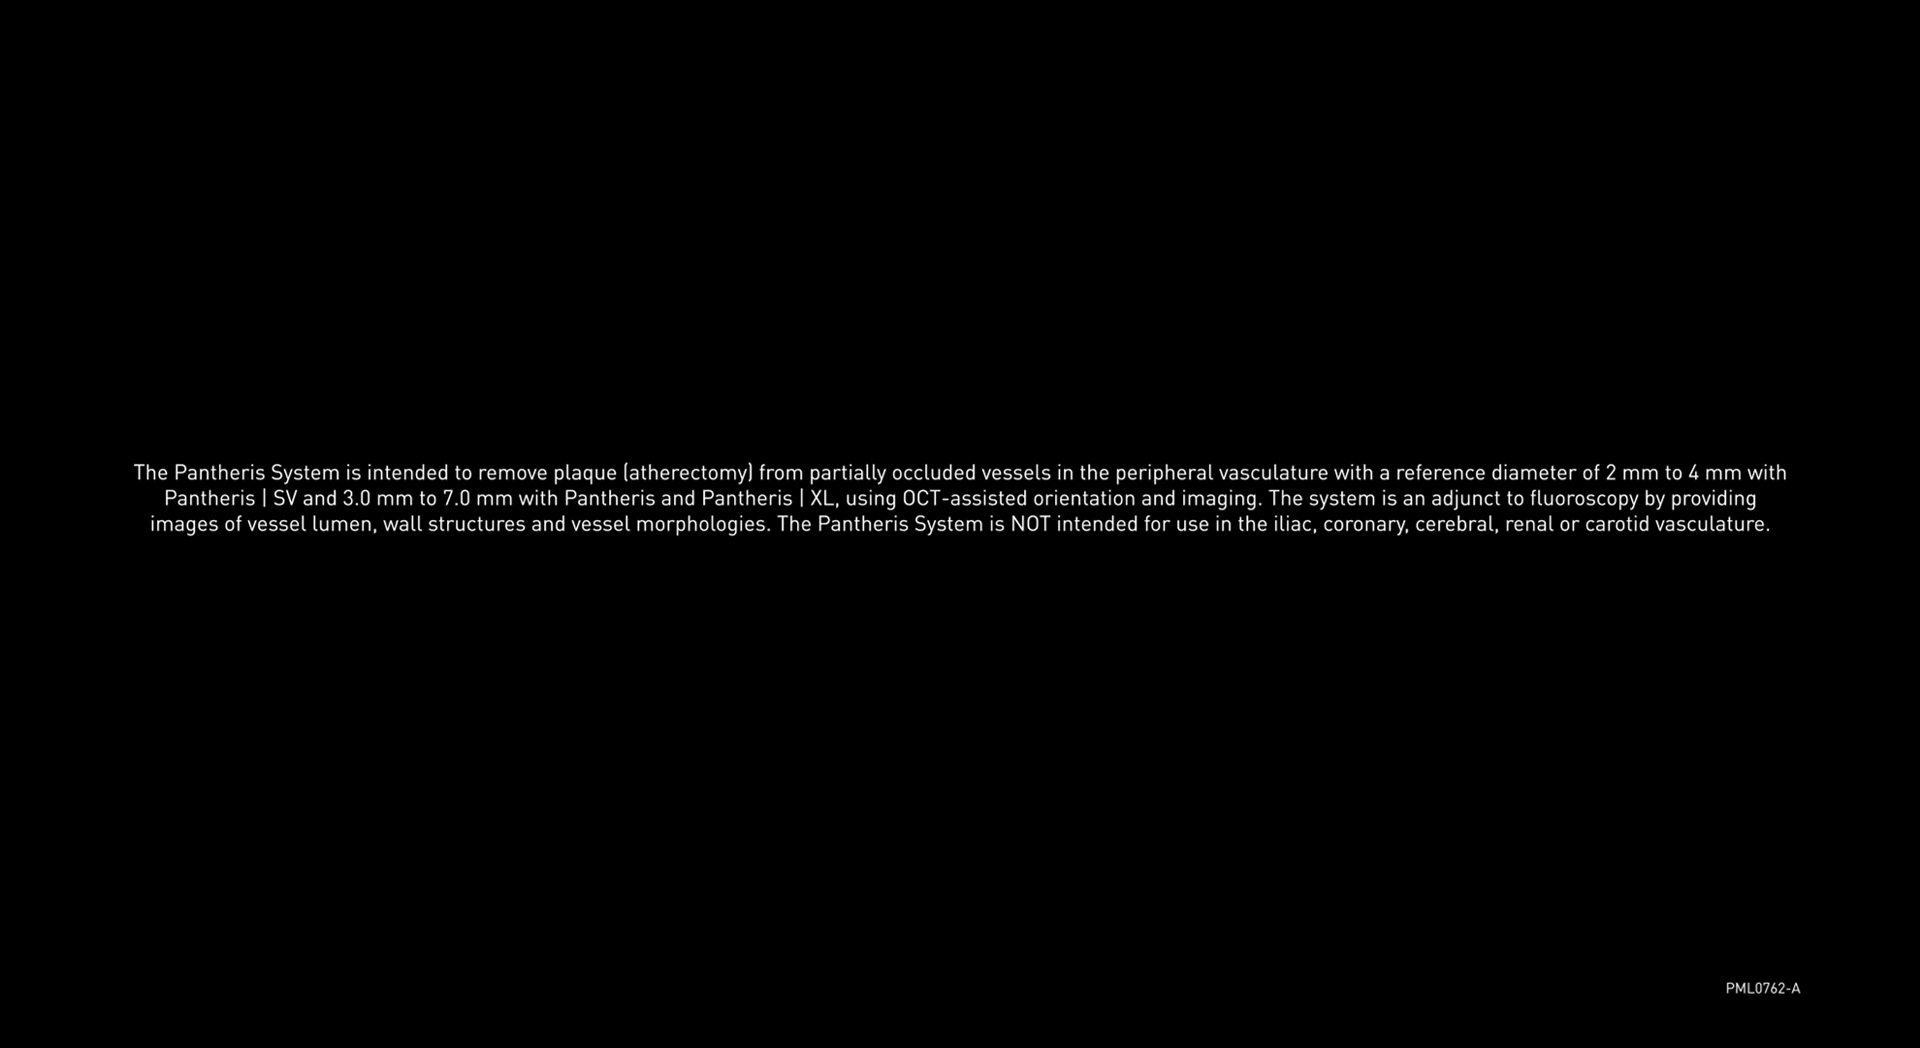 The Pantheris System is intended to remove plaque (atherectomy) from partially occluded vessels in the peripheral vasculature with a reference diameter of 2 mm to 4 mm with
Pantheris | SV and 3.0 mm to 7.0 mm with Pantheris and Pantheris | XL, using OCT-assisted orientation and imaging. The system is an adjunct to fluoroscopy by providing
images of vessel lumen, wall structures and vessel morphologies. The Pantheris System is NOT intended for use in the iliac, coronary, cerebral, renal or carotid vasculature.
PML0762-A